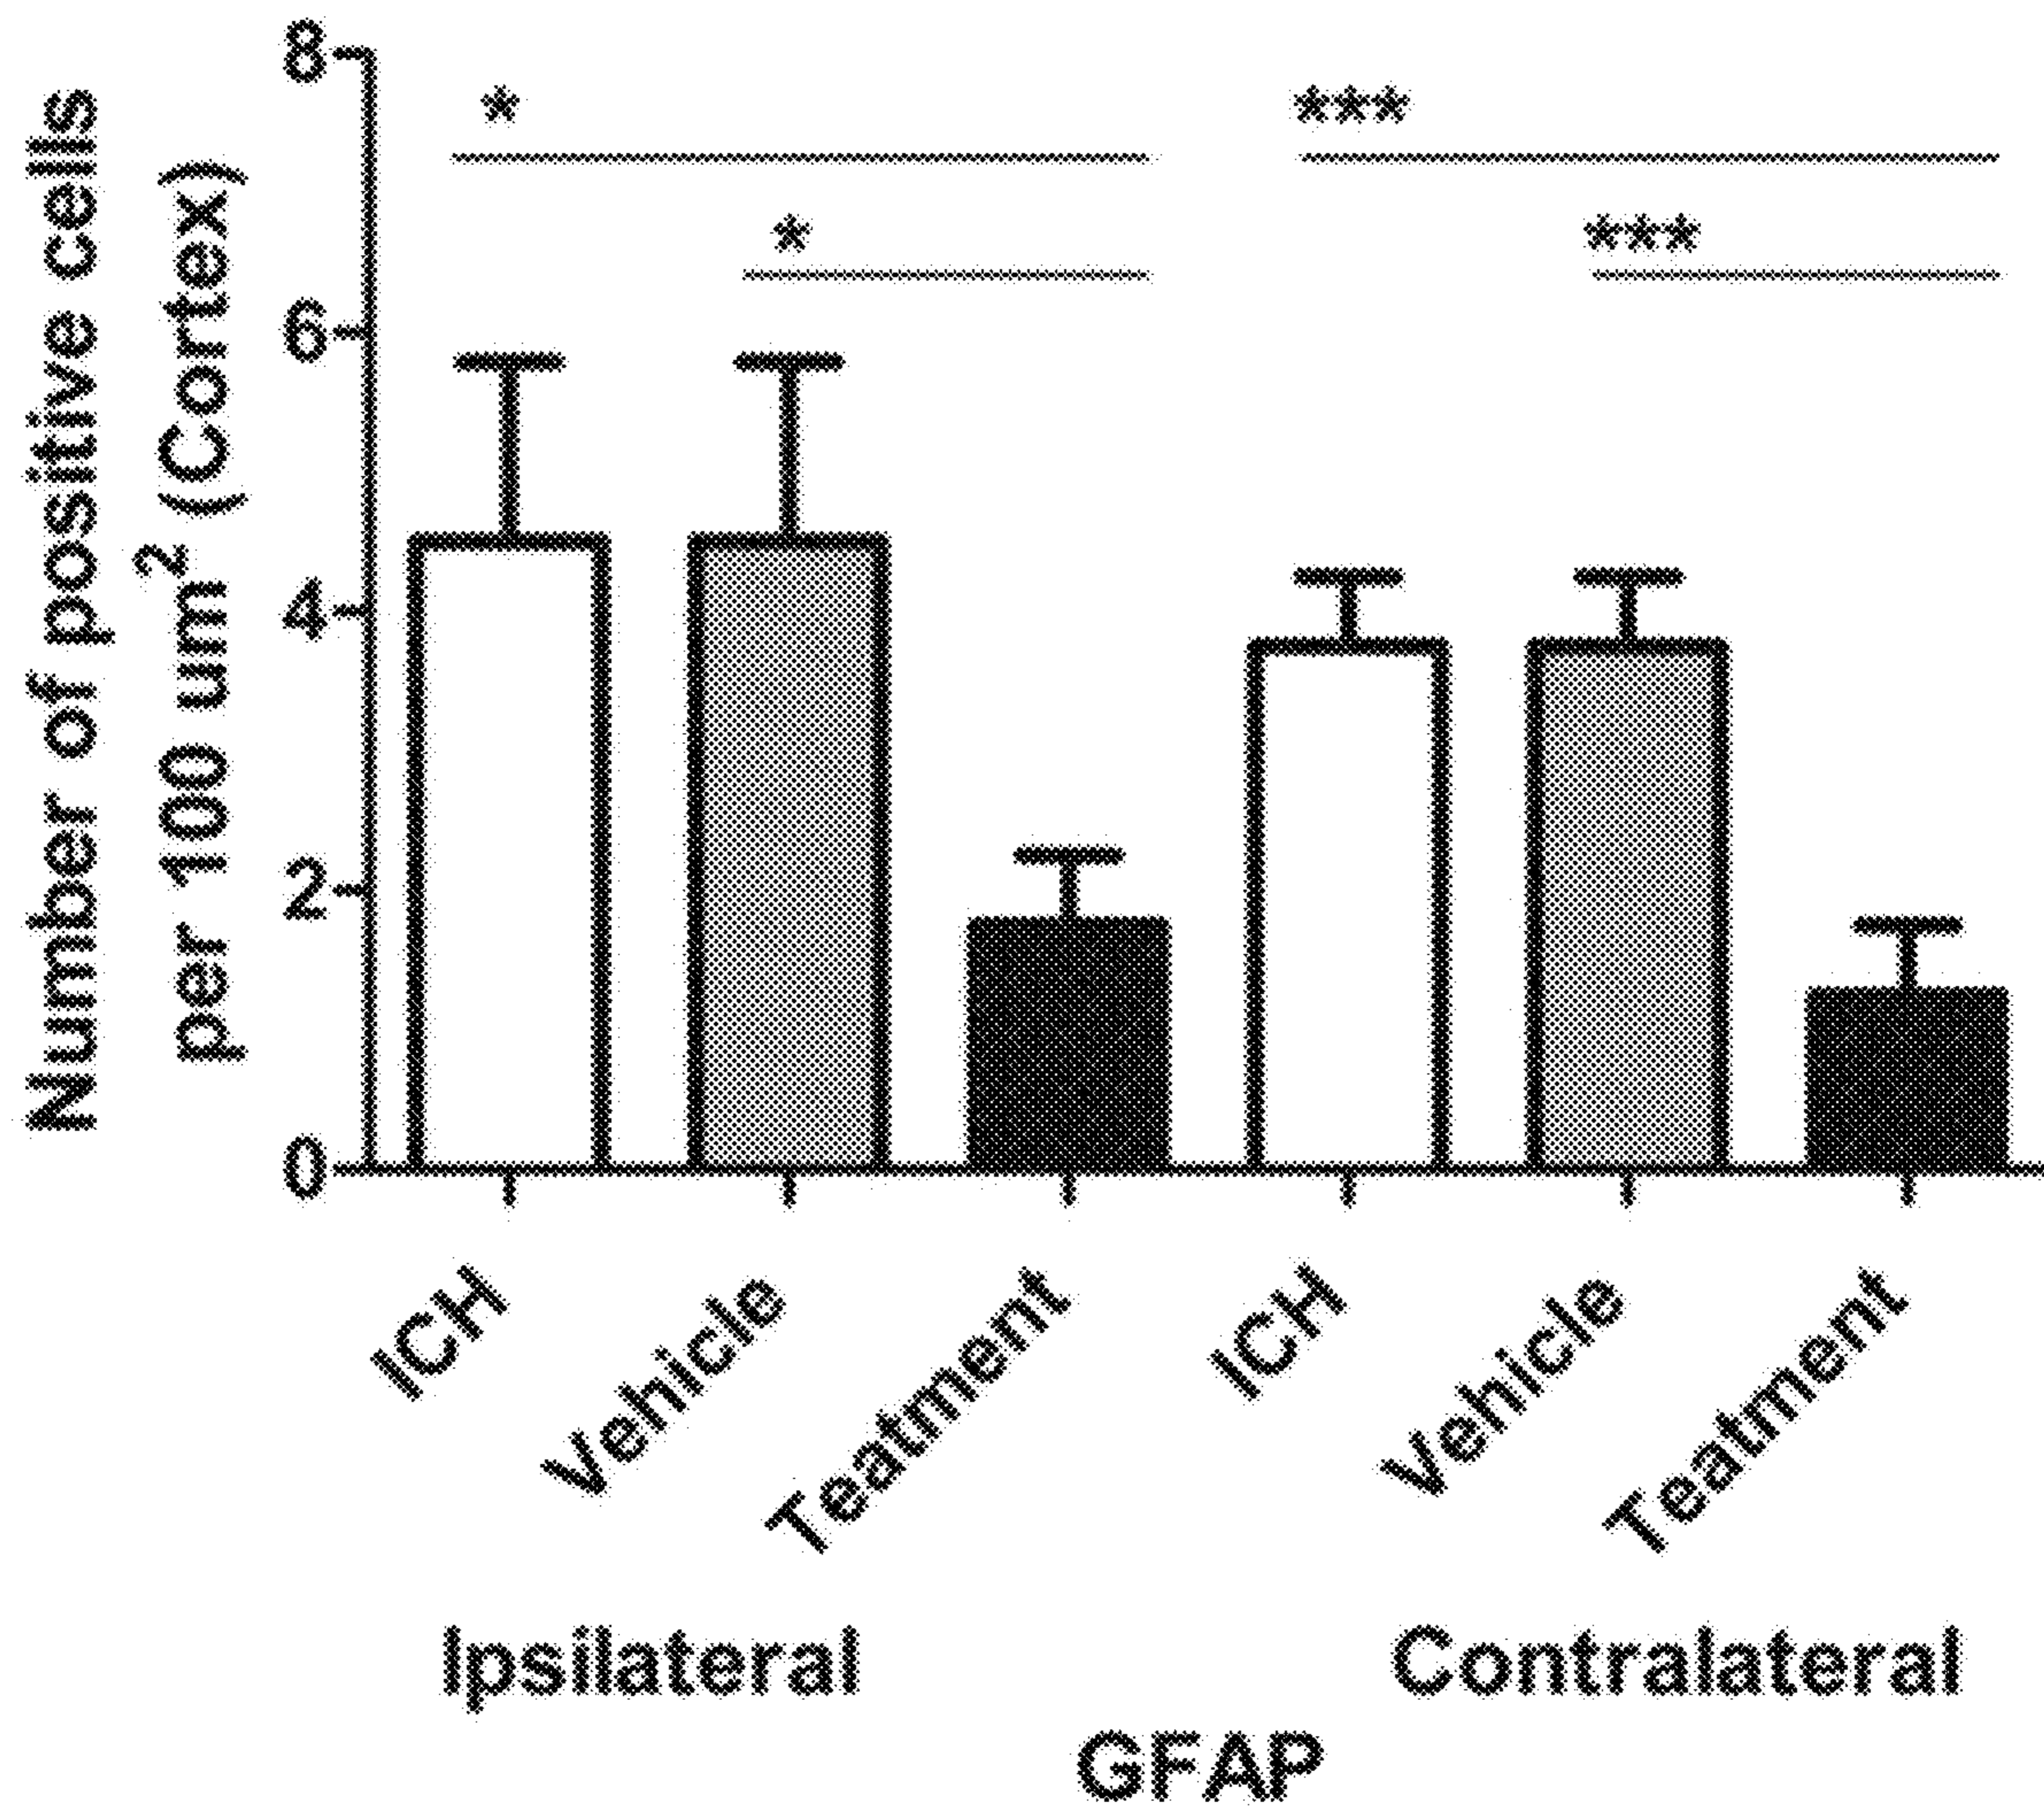 Number of positive cells
per 100 um² (Cortex)
8
6
4
2
0
*
***
*
***
ICH
Vehicle
Teatment
ICH
Vehicle
Teatment
Ipsilateral
Contralateral
GFAP